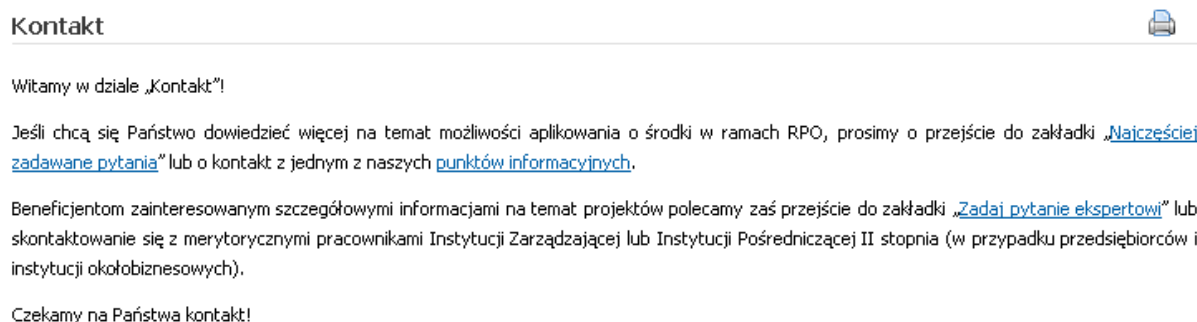 Kontakt
Witamy w dziale „Kontakt”!
Jeśli chcą się Państwo dowiedzieć więcej na temat możliwości aplikowania o środki w ramach RPO, prosimy o przejście do zakładki „Najczęściej
zadawane pytania” lub o kontakt z jednym z naszych punktów informacyjnych.
Beneficjentom zainteresowanym szczegółowymi informacjami na temat projektów polecamy zaś przejście do zakładki „Zadaj pytanie ekspertowi” lub
skontaktowanie się z merytorycznymi pracownikami Instytucji Zarządzającej lub Instytucji Pośredniczącej II stopnia (w przypadku przedsiębiorców i
instytucji okołobiznesowych).
Czekamy na Państwa kontakt!